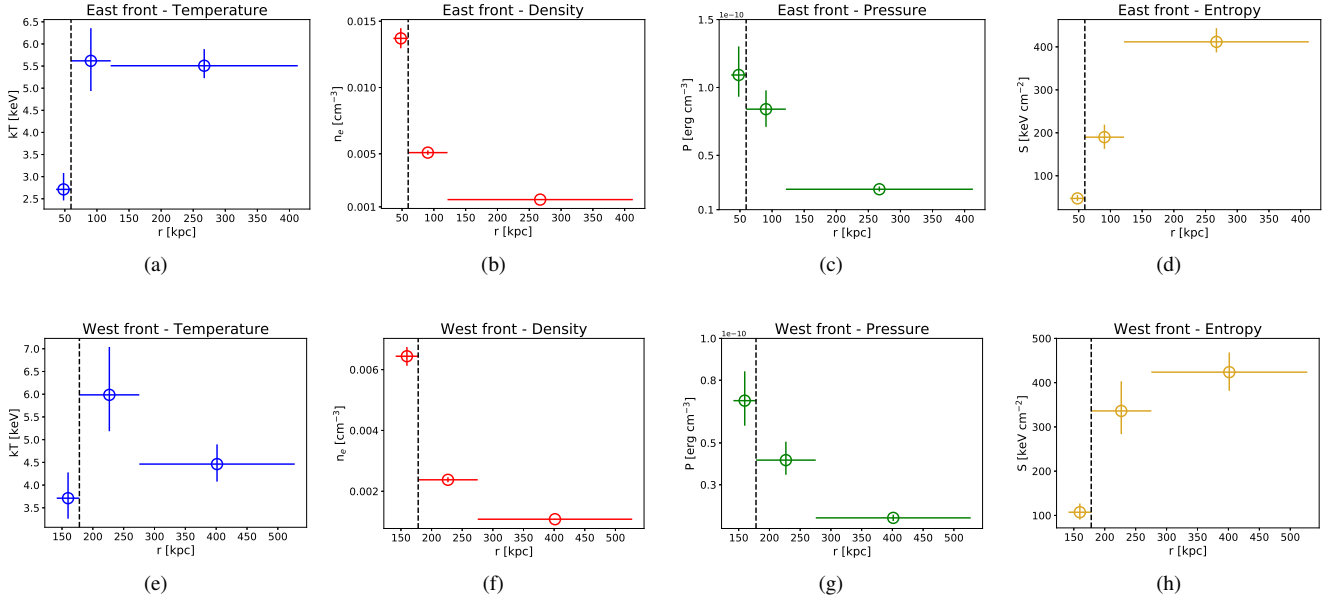 East front - Temperature
kT [keV]
6.5
6.0
5.5
5.0
4.5
4.0
3.5
3.0
2.5
50 100 150 200 250 300 350 400
r [kpc]
(a)
East front - Density
n_e [cm⁻³]
0.015
0.010
0.005
0.001
50 100 150 200 250 300 350 400
r [kpc]
(b)
East front - Pressure
1e−10
P [erg cm⁻³]
1.5
1.0
0.5
0.1
50 100 150 200 250 300 350 400
r [kpc]
(c)
East front - Entropy
S [keV cm⁻²]
400
300
200
100
50 100 150 200 250 300 350 400
r [kpc]
(d)
West front - Temperature
kT [keV]
7.0
6.5
6.0
5.5
5.0
4.5
4.0
3.5
150 200 250 300 350 400 450 500
r [kpc]
(e)
West front - Density
n_e [cm⁻³]
0.006
0.004
0.002
150 200 250 300 350 400 450 500
r [kpc]
(f)
West front - Pressure
1e−10
P [erg cm⁻³]
1.0
0.8
0.5
0.3
150 200 250 300 350 400 450 500
r [kpc]
(g)
West front - Entropy
S [keV cm⁻²]
500
400
300
200
100
150 200 250 300 350 400 450 500
r [kpc]
(h)